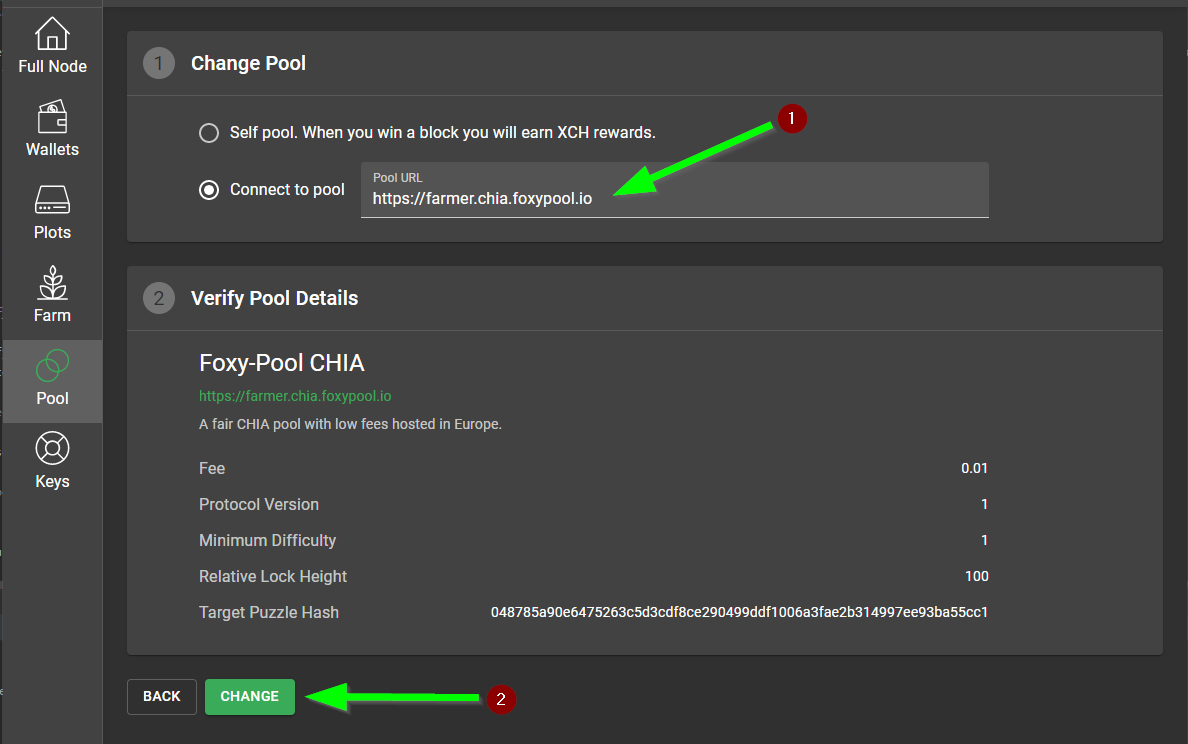 Full Node
Wallets
Plots
Farm
Pool
Keys
1 Change Pool
Self pool. When you win a block you will earn XCH rewards.
1
Connect to pool
Pool URL
https://farmer.chia.foxypool.io
2 Verify Pool Details
Foxy-Pool CHIA
https://farmer.chia.foxypool.io
A fair CHIA pool with low fees hosted in Europe.
Fee 0.01
Protocol Version 1
Minimum Difficulty 1
Relative Lock Height 100
Target Puzzle Hash 048785a90e6475263c5d3cdf8ce290499ddf1006a3fae2b314997ee93ba55cc1
BACK CHANGE 2